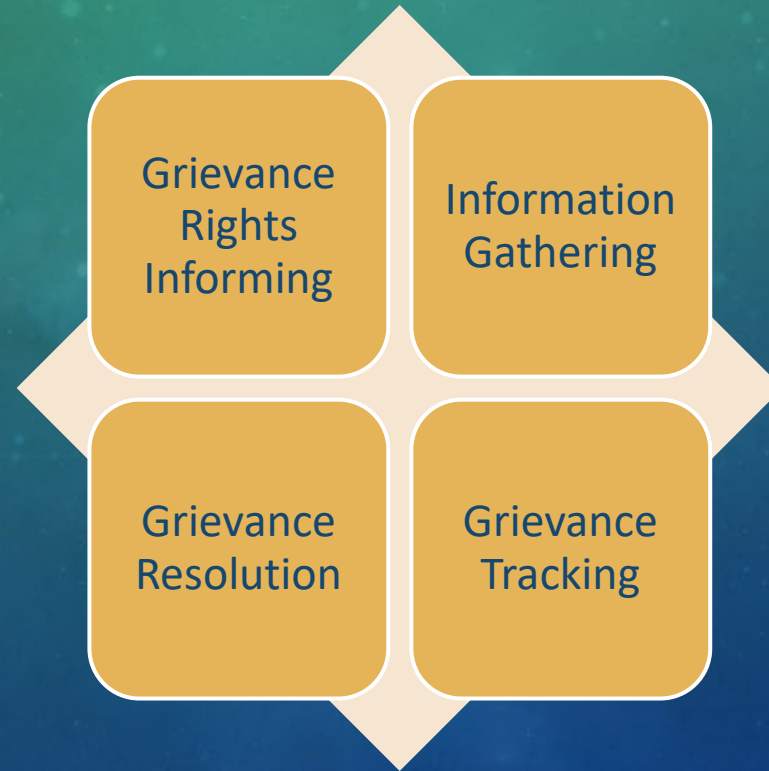 Grievance
Rights
Informing
Information
Gathering
Grievance
Resolution
Grievance
Tracking